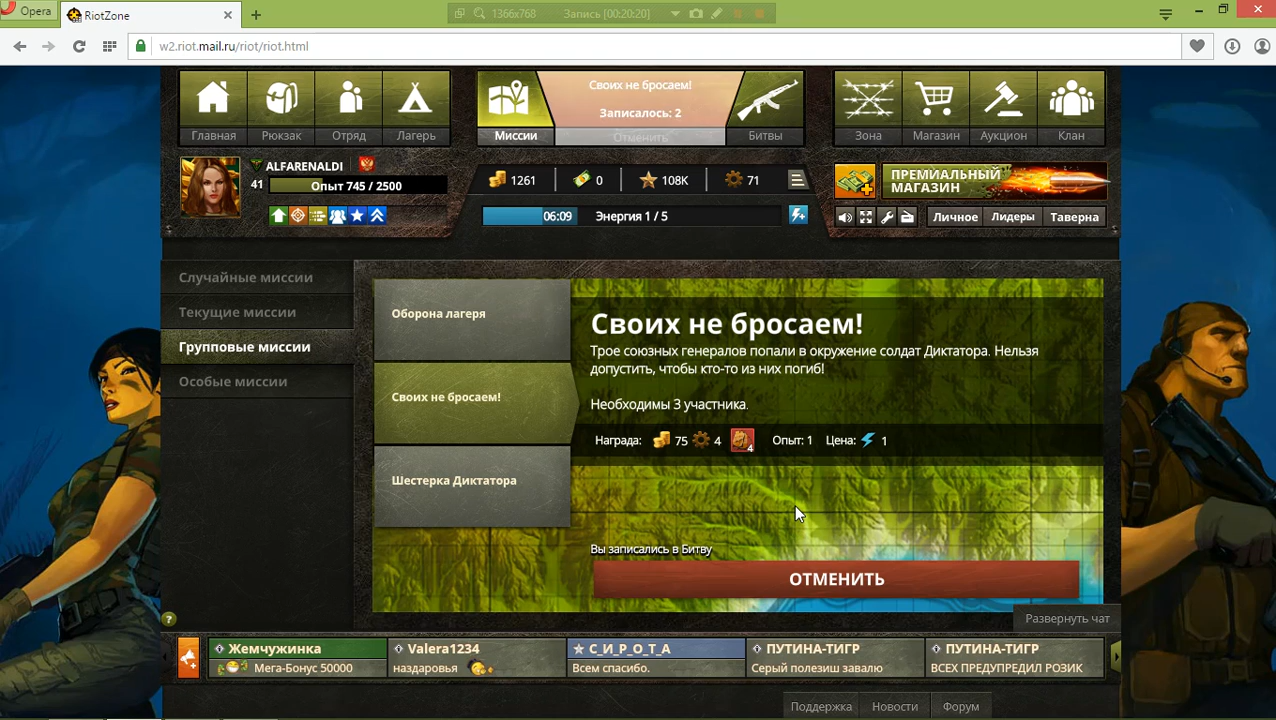 Opera
RiotZone
1366x768
Запись [00:20:20]
w2.riot.mail.ru/riot/riot.html
Главная
Рюкзак
Отряд
Лагерь
Миссии
Своих не бросаем!
Записалось: 2
Отменить
Битвы
Зона
Магазин
Аукцион
Клан
ALFARENALDI
41
Опыт 745 / 2500
1261
0
108K
71
06:09
Энергия 1 / 5
ПРЕМИАЛЬНЫЙ
МАГАЗИН
Личное
Лидеры
Таверна
Случайные миссии
Текущие миссии
Групповые миссии
Особые миссии
Оборона лагеря
Своих не бросаем!
Шестерка Диктатора
Своих не бросаем!
Трое союзных генералов попали в окружение солдат Диктатора. Нельзя
допустить, чтобы кто-то из них погиб!
Необходимы 3 участника.
Награда: 75 4 4 Опыт: 1 Цена: 1
Вы записались в Битву
ОТМЕНИТЬ
Развернуть чат
?
Жемчужинка
Мега-Бонус 50000
Valera1234
наздаровья
С_И_Р_О_Т_А
Всем спасибо.
ПУТИНА-ТИГР
Серый полезиш завалю
ПУТИНА-ТИГР
ВСЕХ ПРЕДУПРЕДИЛ РОЗИК
Поддержка
Новости
Форум